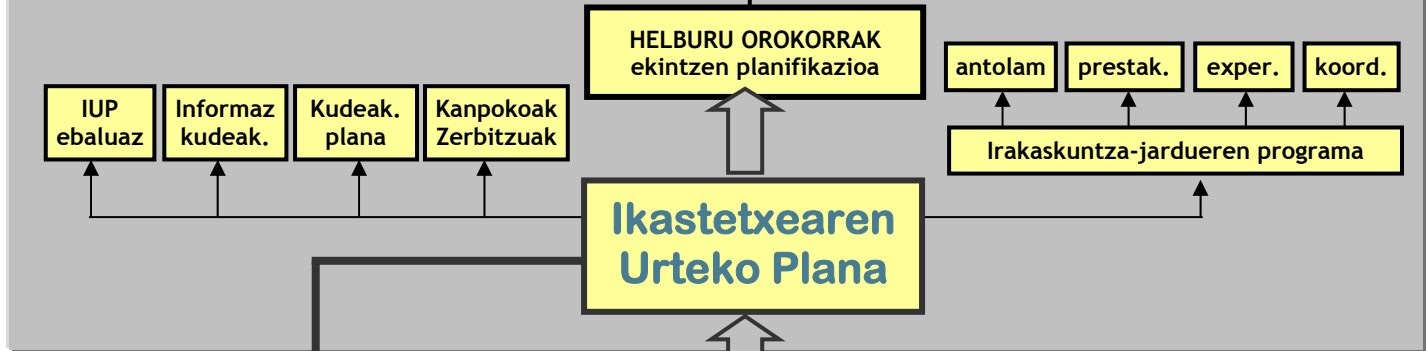 HELBURU OROKORRAK
ekintzen planifikazioa
antolam
prestak.
exper.
koord.
IUP
ebaluaz
Informaz
kudeak.
Kudeak.
plana
Kanpokoak
Zerbitzuak
Irakaskuntza-jardueren programa
Ikastetxearen
Urteko Plana